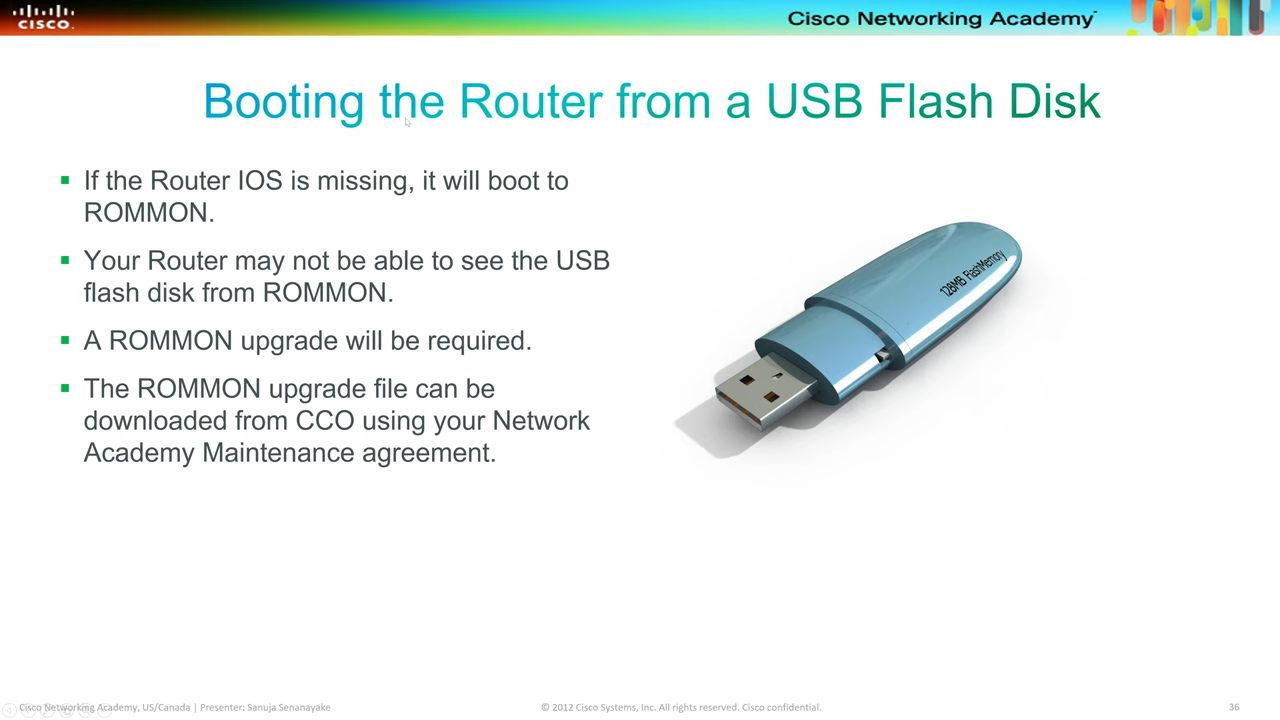 CISCO.
Cisco Networking Academy
Booting the Router from a USB Flash Disk
If the Router IOS is missing, it will boot to
ROMMON.
Your Router may not be able to see the USB
flash disk from ROMMON.
A ROMMON upgrade will be required.
The ROMMON upgrade file can be
downloaded from CCO using your Network
Academy Maintenance agreement.
128MB FlashMemory
Cisco Networking Academy, US/Canada | Presenter: Sanuja Senanayake
© 2012 Cisco Systems, Inc. All rights reserved. Cisco confidential.
36